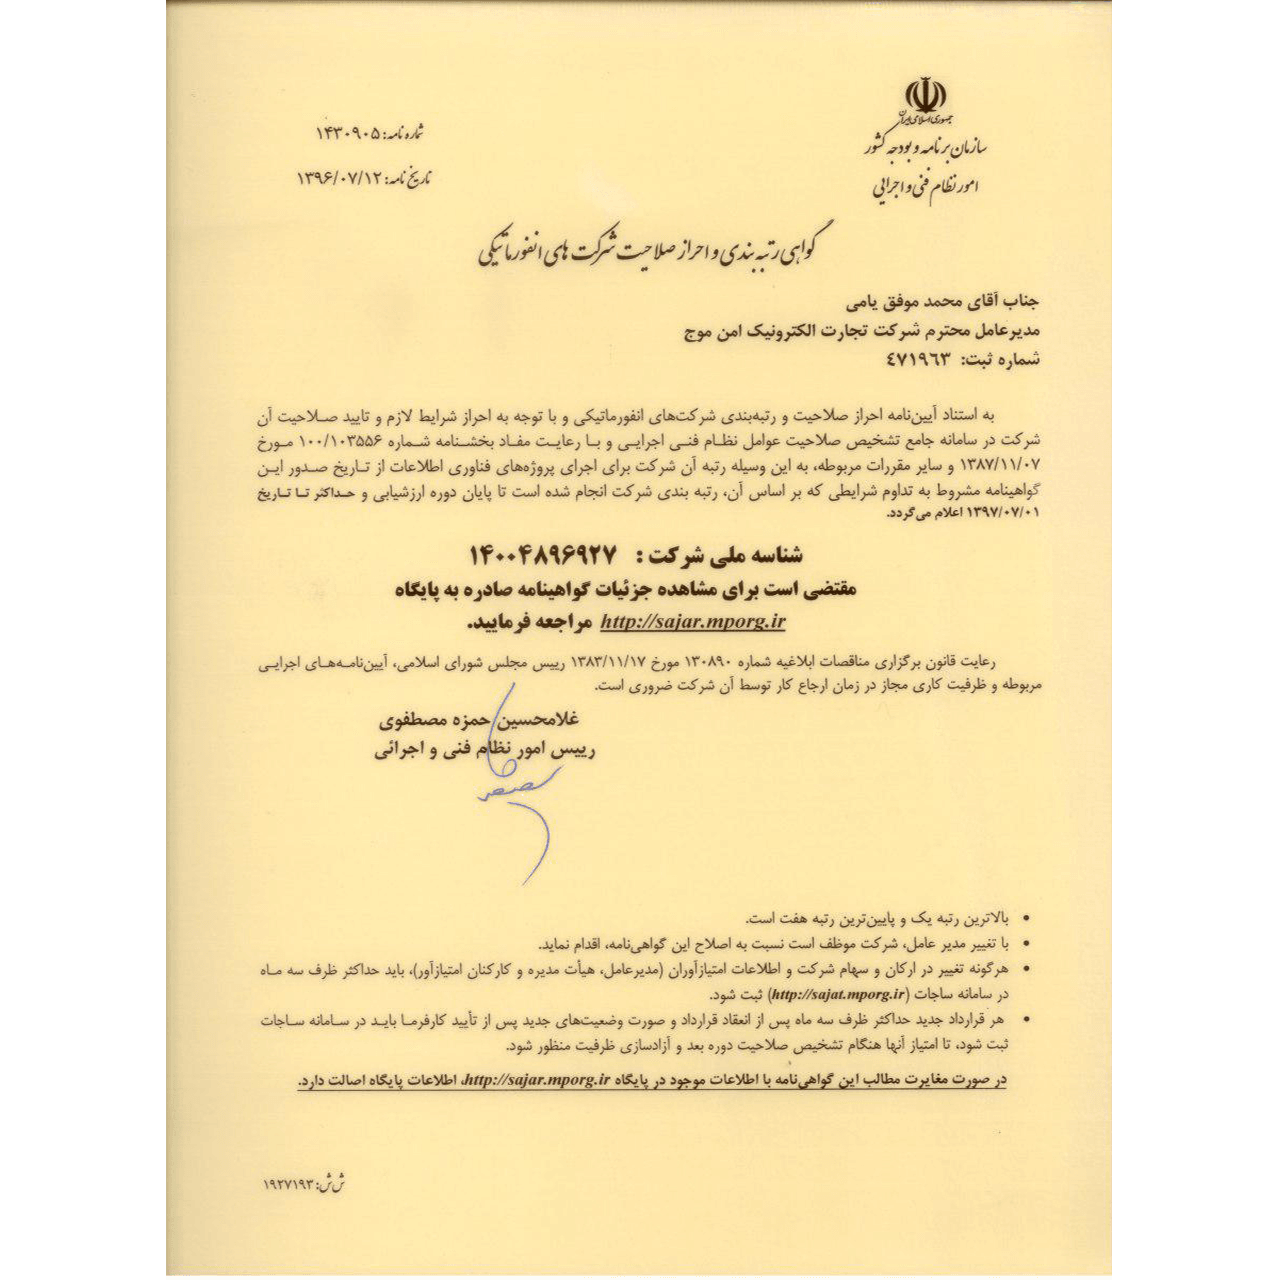 جمهوری اسلامی ایران
سازمان برنامه و بودجه کشور
امور نظام فنی و اجرایی
شماره نامه: ۱۴۳۰۹۰۵
تاریخ نامه: ۱۳۹۶/۰۷/۱۲
گواهی رتبه بندی و احراز صلاحیت شرکت های انفورماتیکی
جناب آقای محمد موفق یامی
مدیرعامل محترم شرکت تجارت الکترونیک امن موج
شماره ثبت: ٤٧١٩٦٣
به استناد آیین‌نامه احراز صلاحیت و رتبه‌بندی شرکت‌های انفورماتیکی و با توجه به احراز شرایط لازم و تایید صلاحیت آن
شرکت در سامانه جامع تشخیص صلاحیت عوامل نظام فنی اجرایی و با رعایت مفاد بخشنامه شماره ۱۰۰/۱۰۳۵۵۶ مورخ
۱۳۸۷/۱۱/۰۷ و سایر مقررات مربوطه، به این وسیله رتبه آن شرکت برای اجرای پروژه‌های فناوری اطلاعات از تاریخ صدور این
گواهینامه مشروط به تداوم شرایطی که بر اساس آن، رتبه بندی شرکت انجام شده است تا پایان دوره ارزشیابی و حداکثر تا تاریخ
۱۳۹۷/۰۷/۰۱ اعلام می‌گردد.
شناسه ملی شرکت : ۱۴۰۰۴۸۹۶۹۲۷
مقتضی است برای مشاهده جزئیات گواهینامه صادره به پایگاه
http://sajar.mporg.ir مراجعه فرمایید.
رعایت قانون برگزاری مناقصات ابلاغیه شماره ۱۳۰۸۹۰ مورخ ۱۳۸۳/۱۱/۱۷ رییس مجلس شورای اسلامی، آیین‌نامه‌های اجرایی
مربوطه و ظرفیت کاری مجاز در زمان ارجاع کار توسط آن شرکت ضروری است.
غلامحسین حمزه مصطفوی
رییس امور نظام فنی و اجرائی
• بالاترین رتبه یک و پایین‌ترین رتبه هفت است.
• با تغییر مدیر عامل، شرکت موظف است نسبت به اصلاح این گواهی‌نامه، اقدام نماید.
• هرگونه تغییر در ارکان و سهام شرکت و اطلاعات امتیازآوران (مدیرعامل، هیأت مدیره و کارکنان امتیازآور)، باید حداکثر ظرف سه ماه
در سامانه ساجات (http://sajat.mporg.ir) ثبت شود.
• هر قرارداد جدید حداکثر ظرف سه ماه پس از انعقاد قرارداد و صورت وضعیت‌های جدید پس از تأیید کارفرما باید در سامانه ساجات
ثبت شود، تا امتیاز آنها هنگام تشخیص صلاحیت دوره بعد و آزادسازی ظرفیت منظور شود.
در صورت مغایرت مطالب این گواهی‌نامه با اطلاعات موجود در پایگاه http://sajar.mporg.ir، اطلاعات پایگاه اصالت دارد.
ش ش: ۱۹۲۷۱۹۳